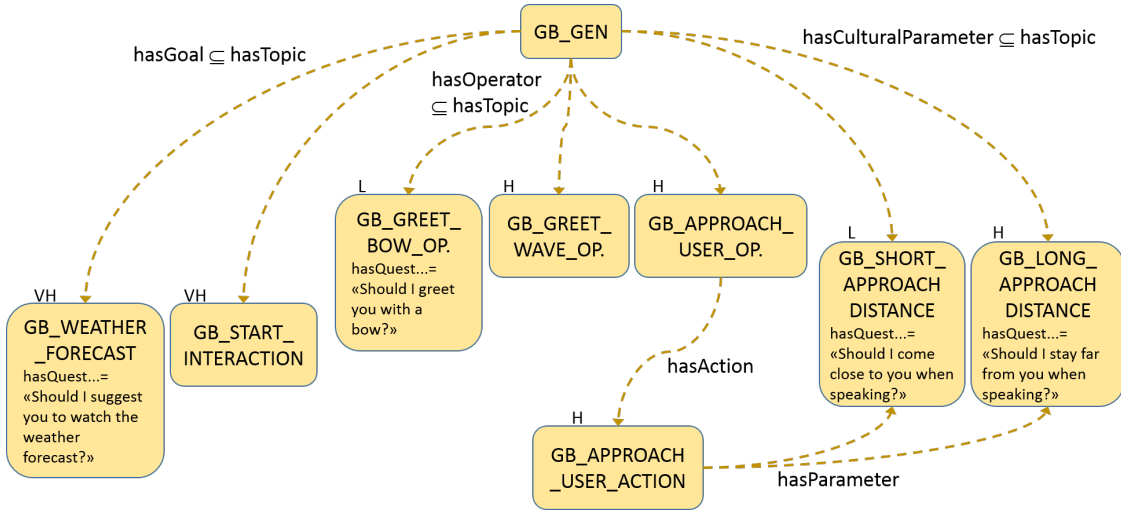 GB_GEN
hasGoal ⊆ hasTopic
hasCulturalParameter ⊆ hasTopic
hasOperator
⊆ hasTopic
L
GB_GREET_
BOW_OP.
hasQuest...=
«Should I greet
you with a
bow?»
H
GB_GREET_
WAVE_OP.
H
GB_APPROACH_
USER_OP.
L
GB_SHORT_
APPROACH
DISTANCE
hasQuest...=
«Should I come
close to you when
speaking?»
H
GB_LONG_
APPROACH
DISTANCE
hasQuest...=
«Should I stay far
from you when
speaking?»
VH
GB_WEATHER
_FORECAST
hasQuest...=
«Should I suggest
you to watch the
weather
forecast?»
VH
GB_START_
INTERACTION
hasAction
H
GB_APPROACH
_USER_ACTION
hasParameter